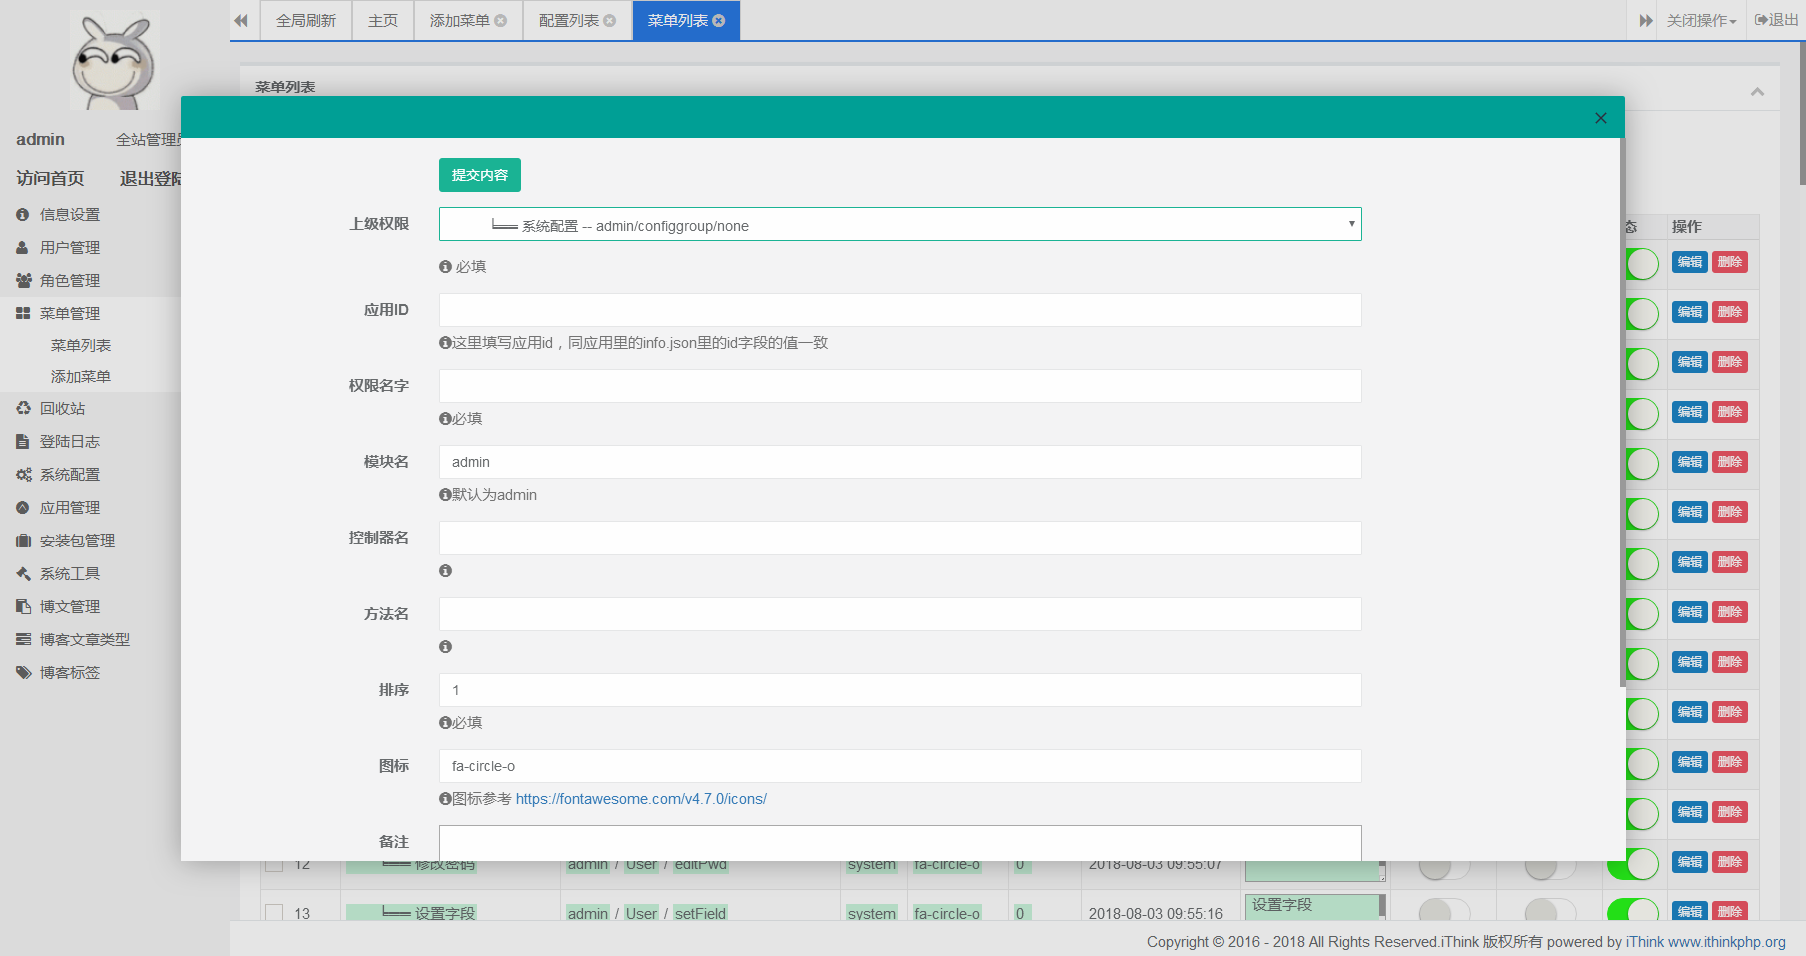 全局刷新 主页 添加菜单 配置列表 菜单列表 关闭操作 退出
菜单列表
admin 全站管理员
访问首页 退出登陆
信息设置
用户管理
角色管理
菜单管理
菜单列表
添加菜单
回收站
登陆日志
系统配置
应用管理
安装包管理
系统工具
博文管理
博客文章类型
博客标签
×
提交内容
上级权限 ╘══ 系统配置 -- admin/configgroup/none
必填
应用ID
这里填写应用id，同应用里的info.json里的id字段的值一致
权限名字
必填
模块名 admin
默认为admin
控制器名
方法名
排序 1
必填
图标 fa-circle-o
图标参考 https://fontawesome.com/v4.7.0/icons/
备注
态 操作
编辑 删除
编辑 删除
编辑 删除
编辑 删除
编辑 删除
编辑 删除
编辑 删除
编辑 删除
编辑 删除
编辑 删除
编辑 删除
编辑 删除
12 ╘══ 修改密码 admin / User / editPwd system fa-circle-o 0 2018-08-03 09:55:07 编辑 删除
13 ╘══ 设置字段 admin / User / setField system fa-circle-o 0 2018-08-03 09:55:16 设置字段 编辑 删除
Copyright © 2016 - 2018 All Rights Reserved.iThink 版权所有 powered by iThink www.ithinkphp.org